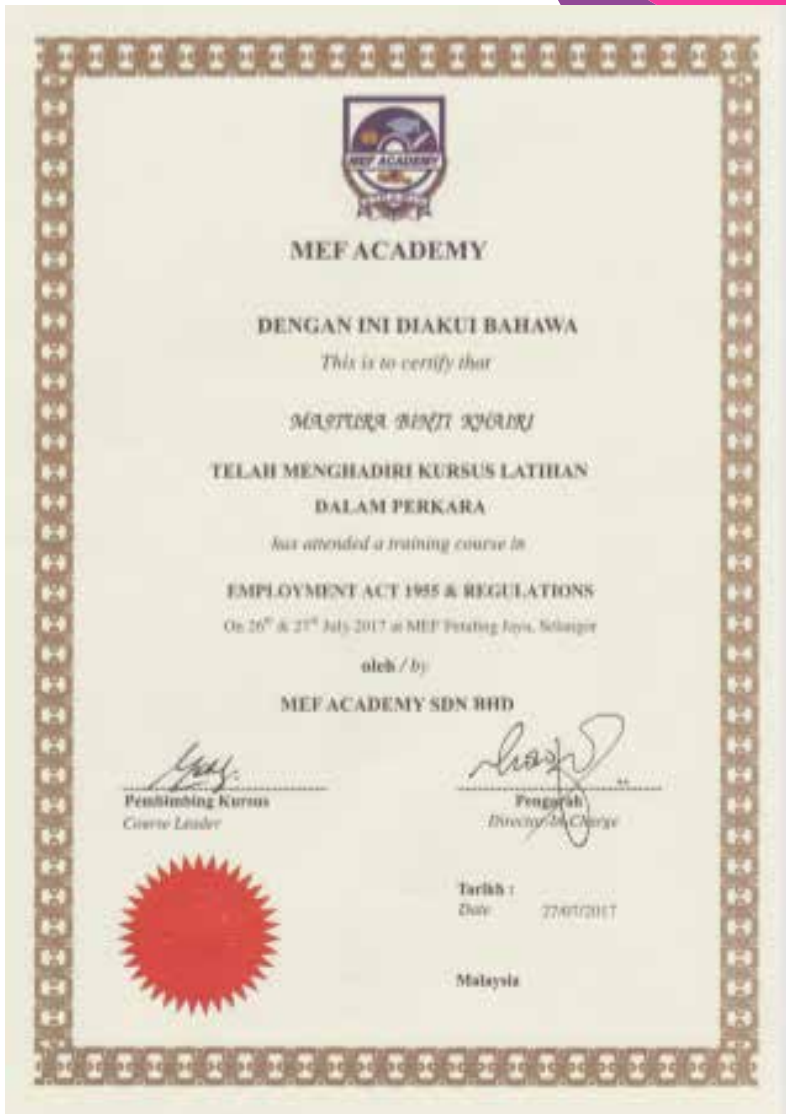 MEF ACADEMY
MEF ACADEMY
DENGAN INI DIAKUI BAHAWA
This is to certify that
MASTURA BINTI KHAIRI
TELAH MENGHADIRI KURSUS LATIHAN
DALAM PERKARA
has attended a training course in
EMPLOYMENT ACT 1955 & REGULATIONS
On 26th & 27th July 2017 at MEF Petaling Jaya, Selangor
oleh / by
MEF ACADEMY SDN BHD
Pembimbing Kursus
Course Leader
Pengarah
Director-In-Charge
Tarikh :
Date 27/07/2017
Malaysia